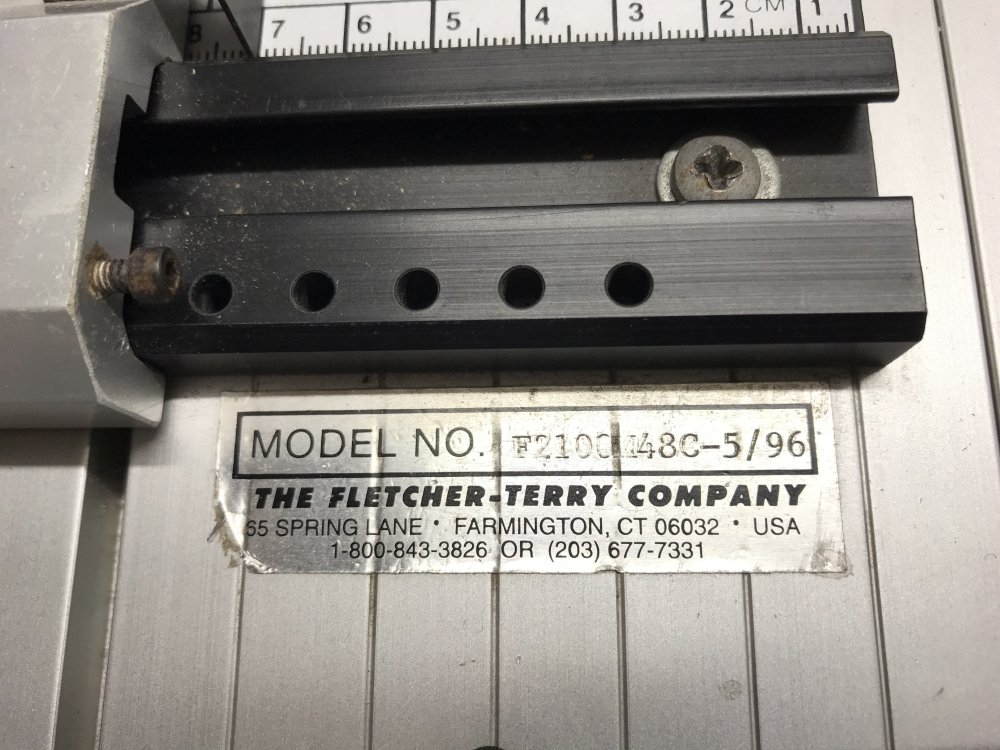 8 7 6 5 4 3 2 CM 1
MODEL NO. F2100M48C-5/96
THE FLETCHER-TERRY COMPANY
65 SPRING LANE • FARMINGTON, CT 06032 • USA
1-800-843-3826 OR (203) 677-7331